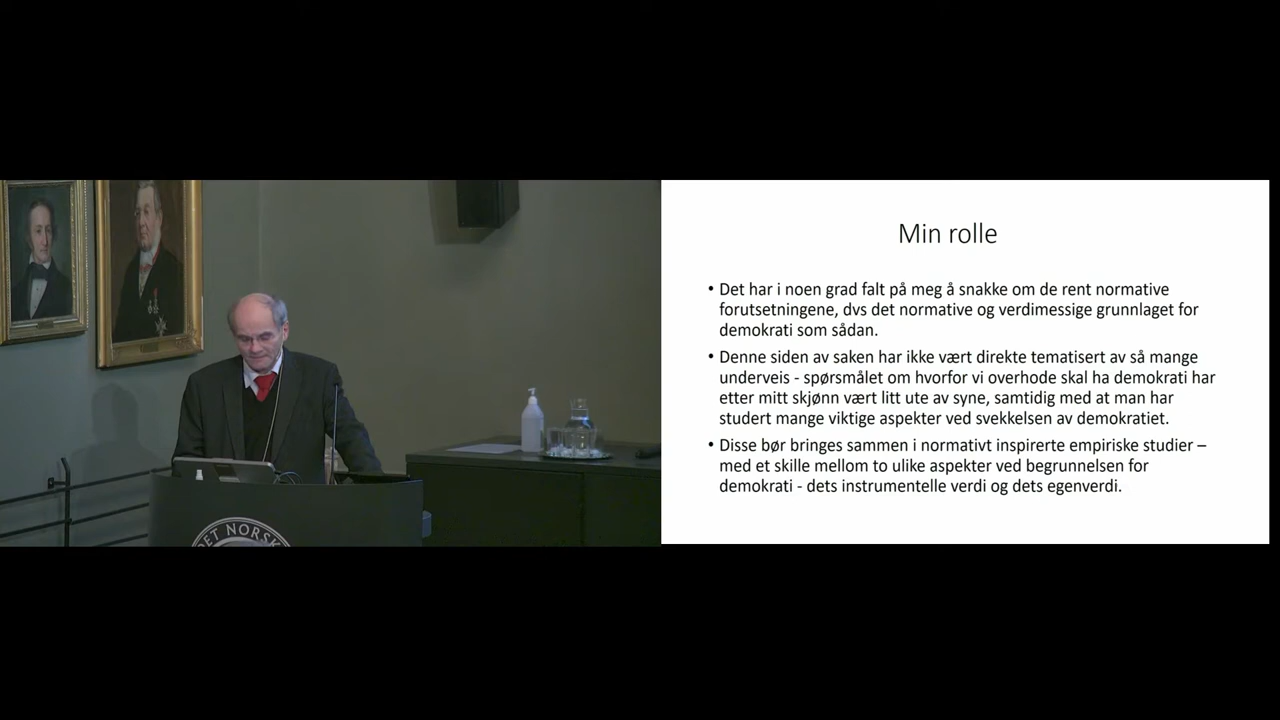 Min rolle
• Det har i noen grad falt på meg å snakke om de rent normative
forutsetningene, dvs det normative og verdimessige grunnlaget for
demokrati som sådan.
• Denne siden av saken har ikke vært direkte tematisert av så mange
underveis - spørsmålet om hvorfor vi overhode skal ha demokrati har
etter mitt skjønn vært litt ute av syne, samtidig med at man har
studert mange viktige aspekter ved svekkelsen av demokratiet.
• Disse bør bringes sammen i normativt inspirerte empiriske studier –
med et skille mellom to ulike aspekter ved begrunnelsen for
demokrati - dets instrumentelle verdi og dets egenverdi.
DET NORSK